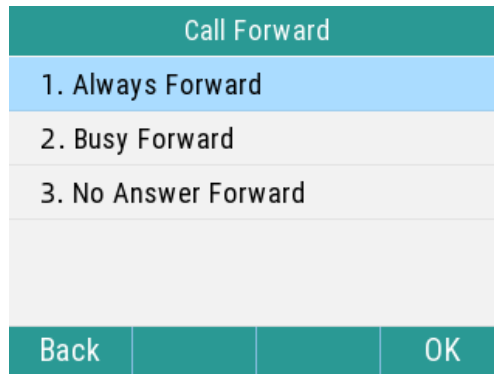 Call Forward
1. Always Forward
2. Busy Forward
3. No Answer Forward
Back OK